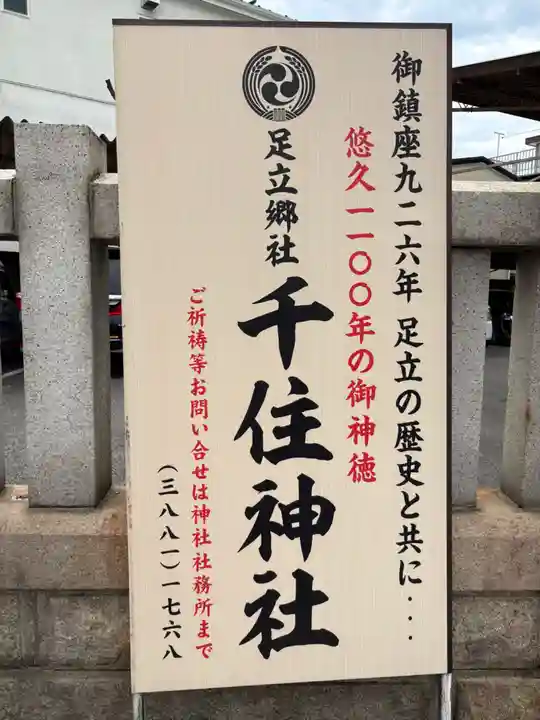 御鎮座九二六年 足立の歴史と共に・・・
悠久一一〇〇年の御神徳
足立郷社
千住神社
ご祈祷等お問い合せは神社社務所まで
(三八八一)一七六八